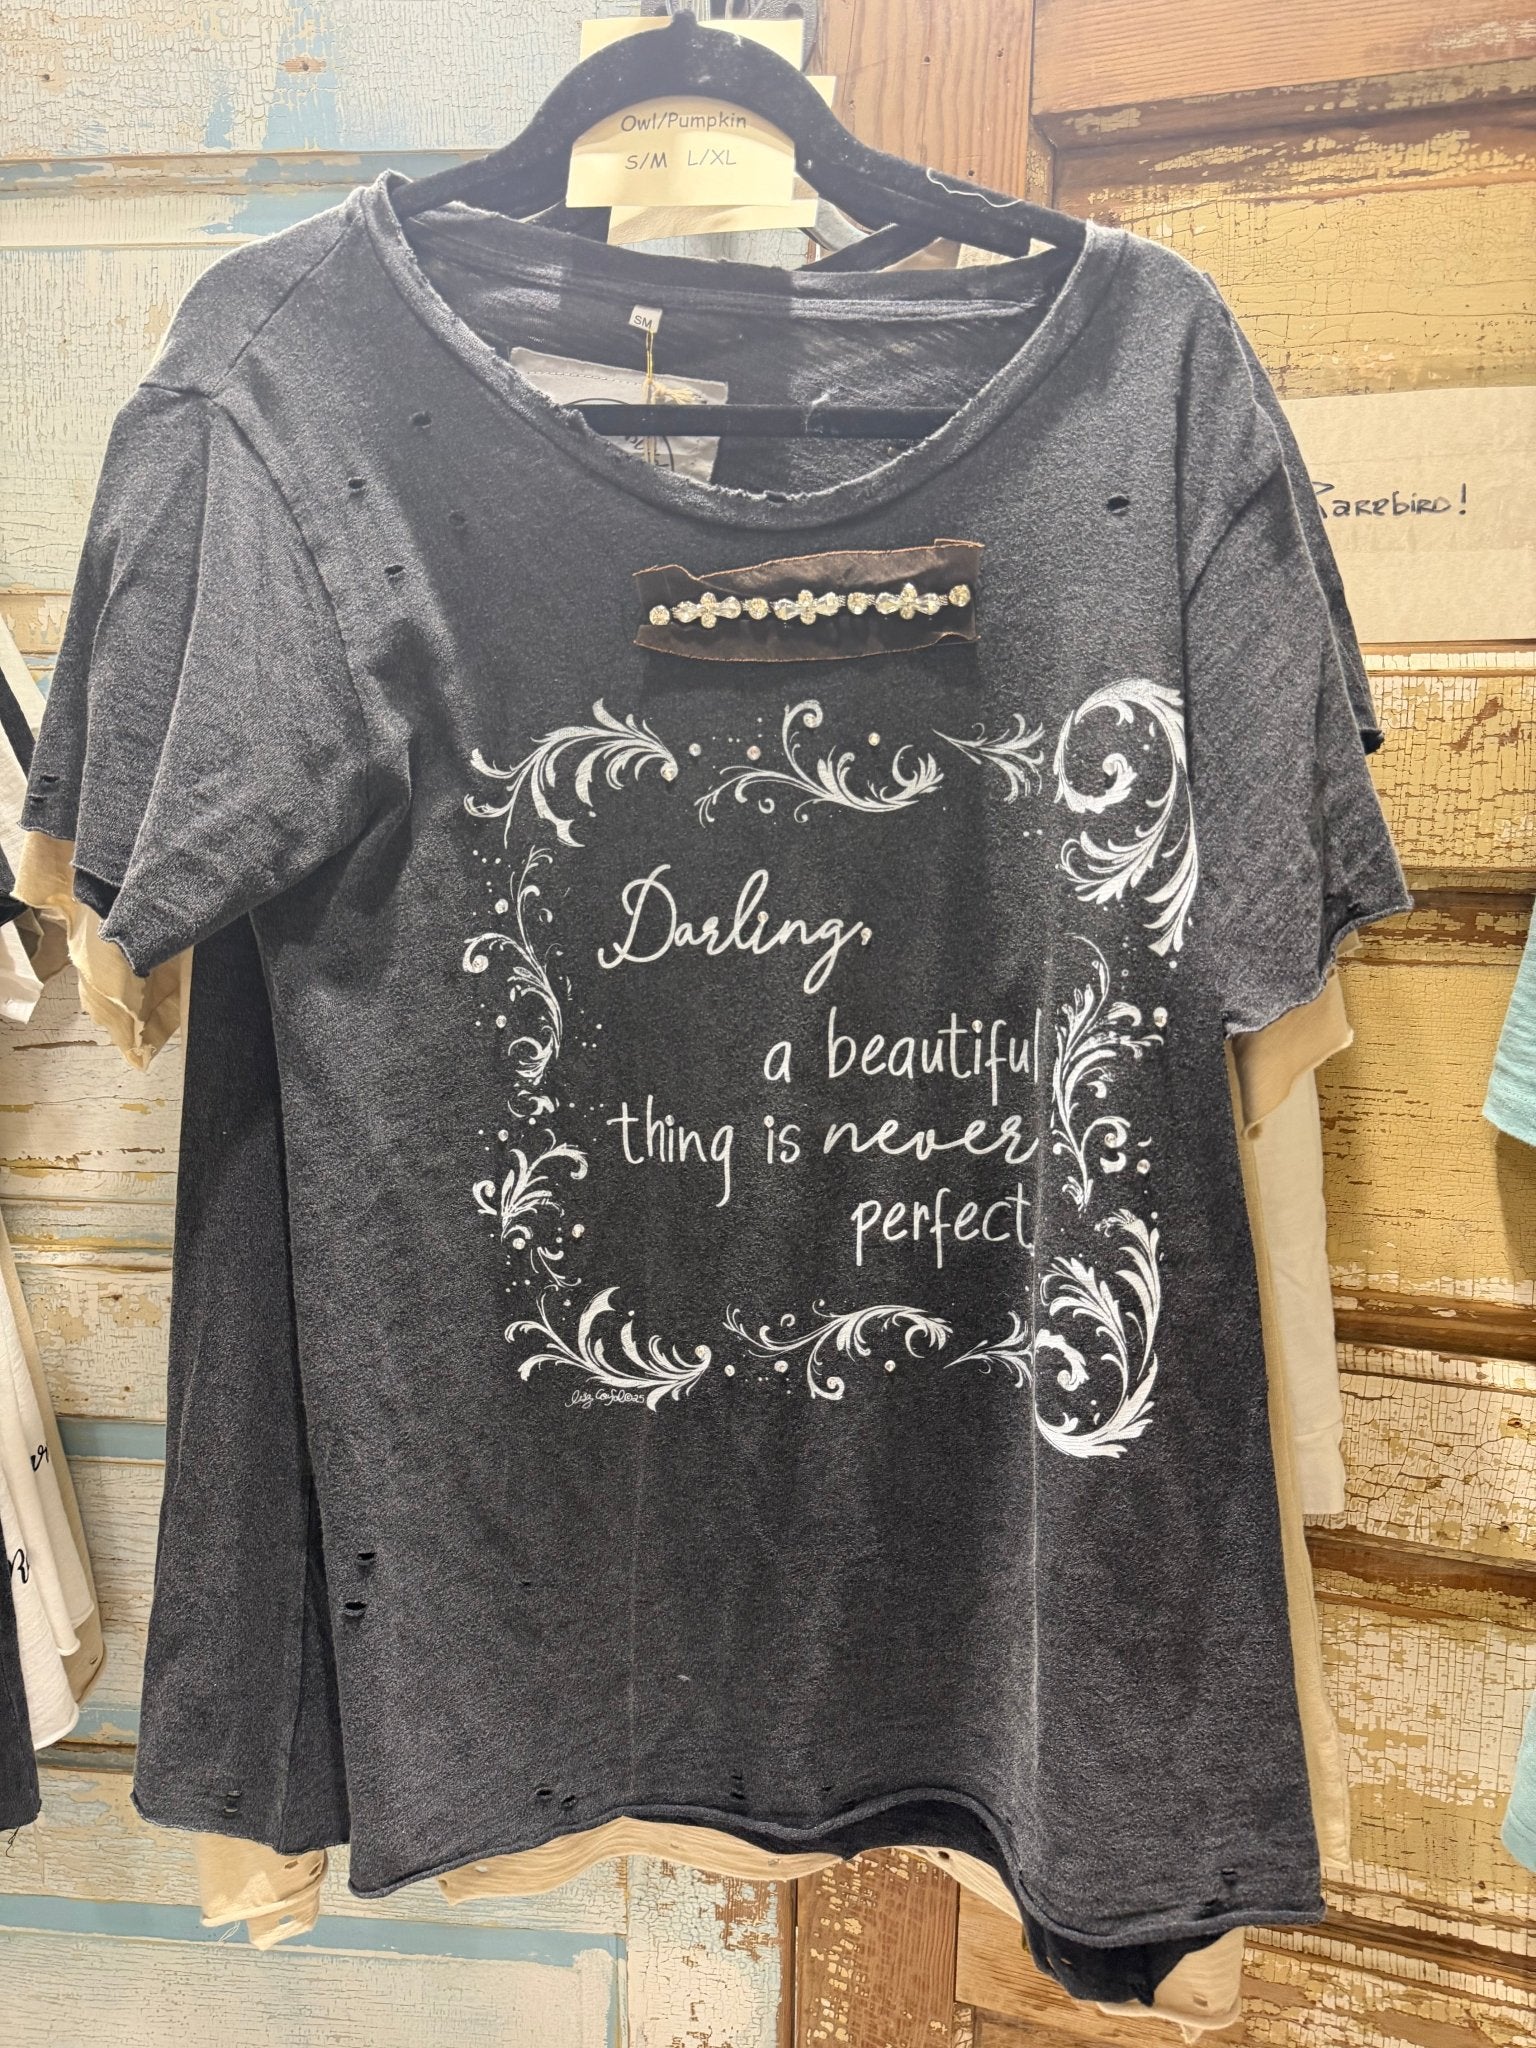 Owl/Pumpkin
S/M L/XL
SM
Rarebird!
Darling,
a beautiful
thing is never
perfect